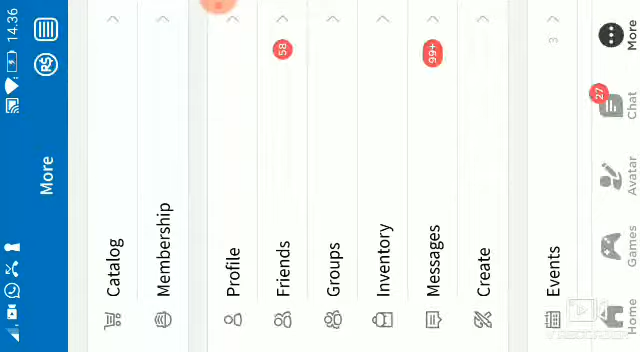 14.36
More
R$
Catalog
Membership
Profile
Friends
58
Groups
Inventory
Messages
99+
Create
Events
3
Home
Games
Avatar
Chat
27
More